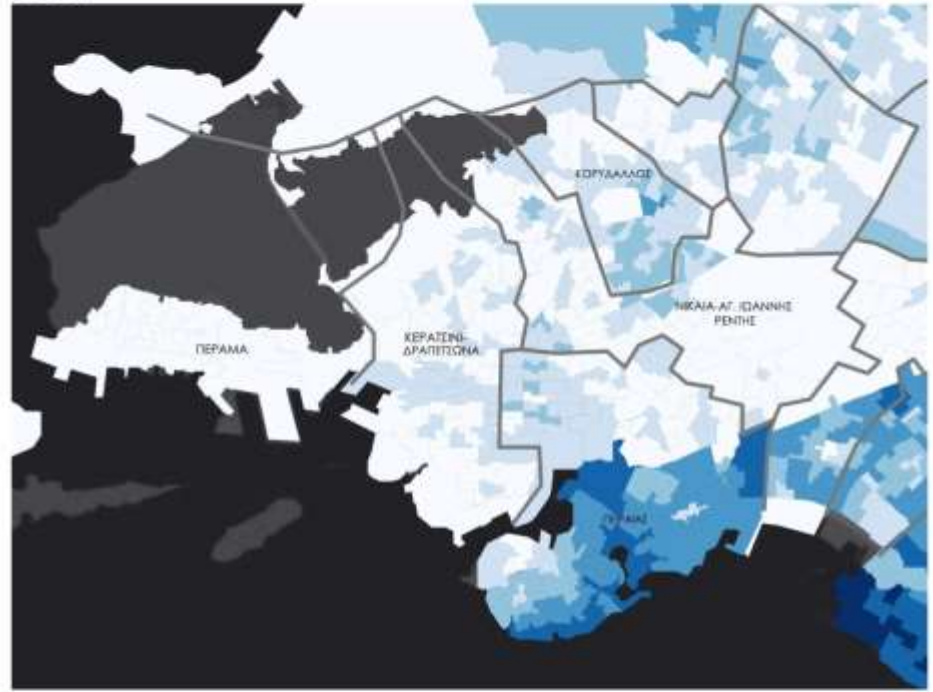 ΚΟΡΥΔΑΛΛΟΣ
ΝΙΚΑΙΑ-ΑΓ. ΙΩΑΝΝΗΣ
ΡΕΝΤΗΣ
ΚΕΡΑΤΣΙΝΙ-
ΔΡΑΠΕΤΣΩΝΑ
ΠΕΡΑΜΑ
ΠΕΙΡΑΙΑΣ